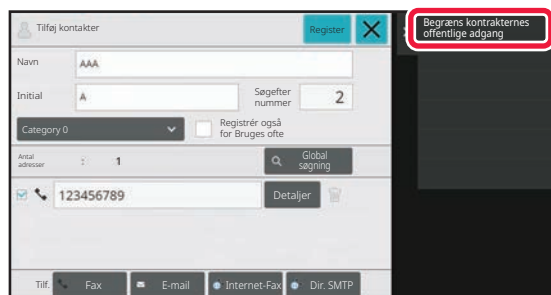 Tilføj kontakter
Register
Begræns kontrakternes
offentlige adgang
Navn
AAA
Initial
A
Søgefter
nummer
2
Category 0
Registrér også
for Bruges ofte
Antal
adresser
:
1
Global
søgning
123456789
Detaljer
Tilf.
Fax
E-mail
Internet-Fax
Dir. SMTP